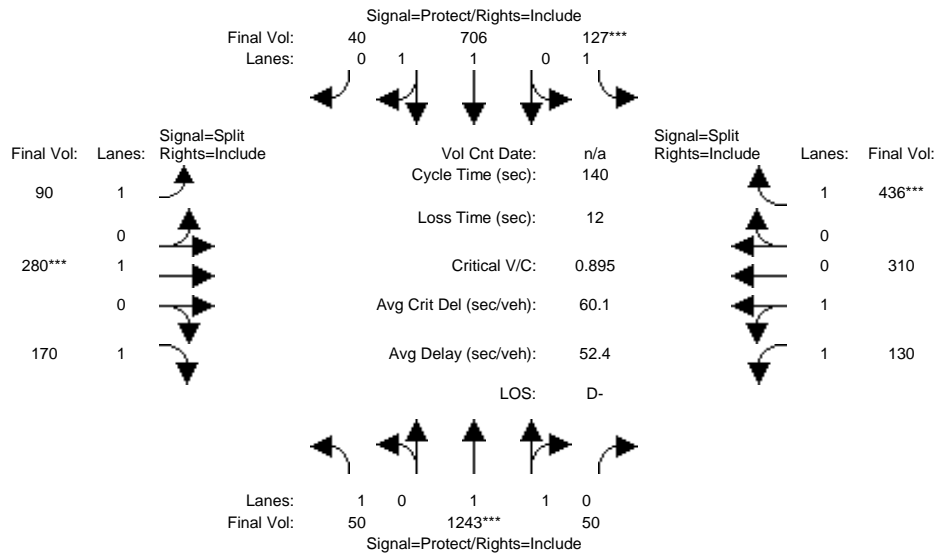 Signal=Protect/Rights=Include
Final Vol: 40 706 127***
Lanes: 0 1 1 0 1
Signal=Split
Final Vol: Lanes: Rights=Include
Vol Cnt Date: n/a
Signal=Split
Rights=Include Lanes: Final Vol:
Cycle Time (sec): 140
90 1
1 436***
Loss Time (sec): 12
0
0
280*** 1
Critical V/C: 0.895
0 310
0
Avg Crit Del (sec/veh): 60.1
1
170 1
Avg Delay (sec/veh): 52.4
1 130
LOS: D-
Lanes: 1 0 1 1 0
Final Vol: 50 1243*** 50
Signal=Protect/Rights=Include